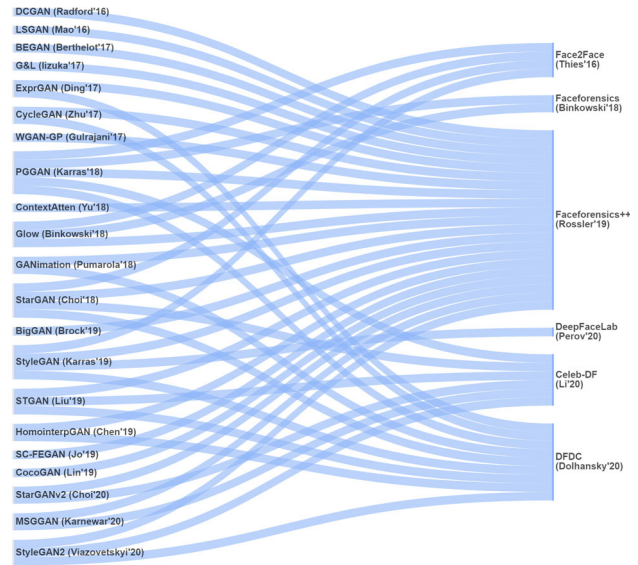 DCGAN (Radford'16)
LSGAN (Mao'16)
BEGAN (Berthelot'17)
G&L (Iizuka'17)
ExprGAN (Ding'17)
CycleGAN (Zhu'17)
WGAN-GP (Gulrajani'17)
PGGAN (Karras'18)
ContextAtten (Yu'18)
Glow (Binkowski'18)
GANimation (Pumarola'18)
StarGAN (Choi'18)
BigGAN (Brock'19)
StyleGAN (Karras'19)
STGAN (Liu'19)
HomointerpGAN (Chen'19)
SC-FEGAN (Jo'19)
CocoGAN (Lin'19)
StarGANv2 (Choi'20)
MSGGAN (Karnewar'20)
StyleGAN2 (Viazovetskyi'20)
Face2Face
(Thies'16)
Faceforensics
(Binkowski'18)
Faceforensics++
(Rossler'19)
DeepFaceLab
(Perov'20)
Celeb-DF
(Li'20)
DFDC
(Dolhansky'20)